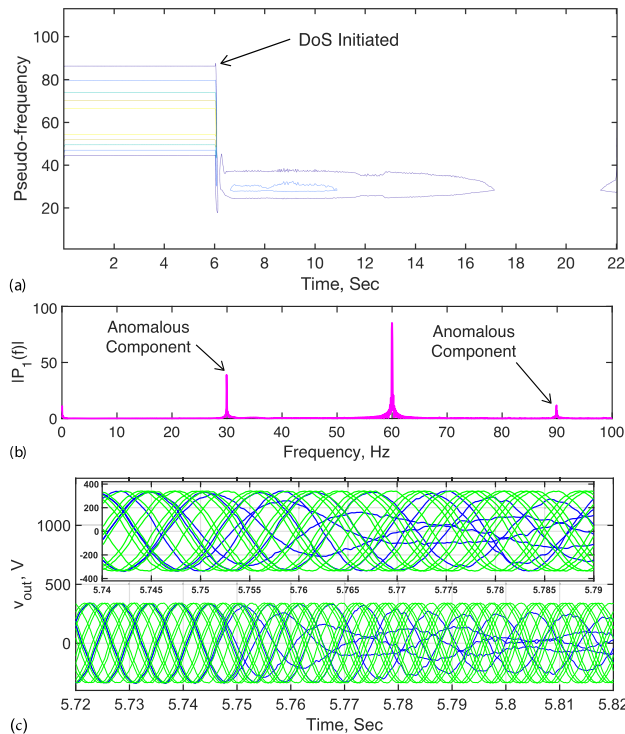 100
80
60
40
20
Pseudo-frequency
DoS Initiated
2 4 6 8 10 12 14 16 18 20 22
Time, Sec
(a)
100
50
0
|P1(f)|
Anomalous
Component
Anomalous
Component
0 10 20 30 40 50 60 70 80 90 100
Frequency, Hz
(b)
400
200
0
-200
-400
5.74 5.745 5.75 5.755 5.76 5.765 5.77 5.775 5.78 5.785 5.79
1000
500
0
vout, V
5.72 5.73 5.74 5.75 5.76 5.77 5.78 5.79 5.8 5.81 5.82
Time, Sec
(c)